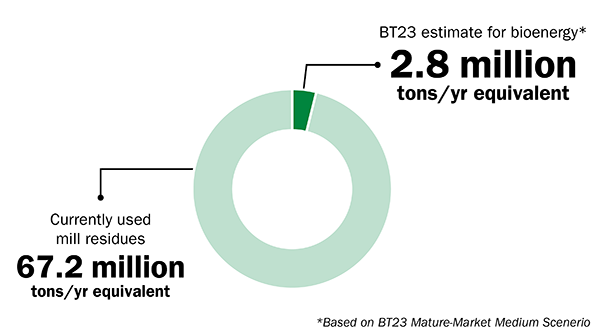 BT23 estimate for bioenergy*
2.8 million
tons/yr equivalent
Currently used
mill residues
67.2 million
tons/yr equivalent
*Based on BT23 Mature-Market Medium Scenerio